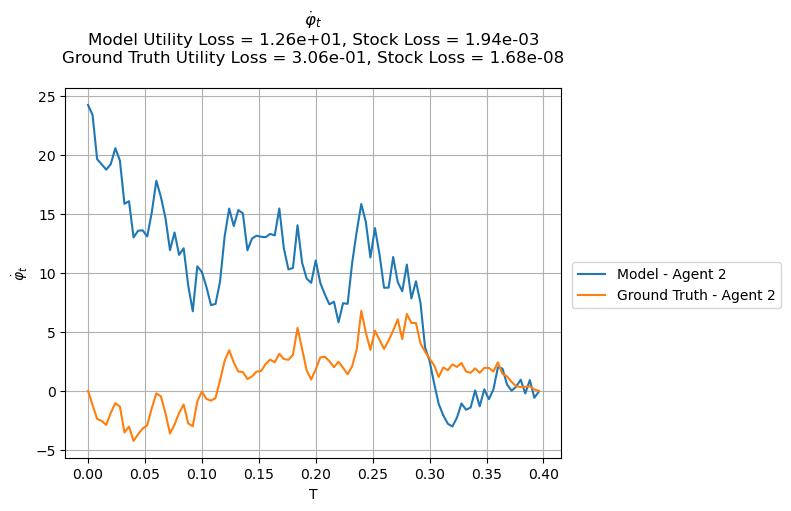 φ̇ₜ
Model Utility Loss = 1.26e+01, Stock Loss = 1.94e-03
Ground Truth Utility Loss = 3.06e-01, Stock Loss = 1.68e-08
25
20
15
10
5
0
−5
φ̇ₜ
0.00 0.05 0.10 0.15 0.20 0.25 0.30 0.35 0.40
T
Model - Agent 2
Ground Truth - Agent 2